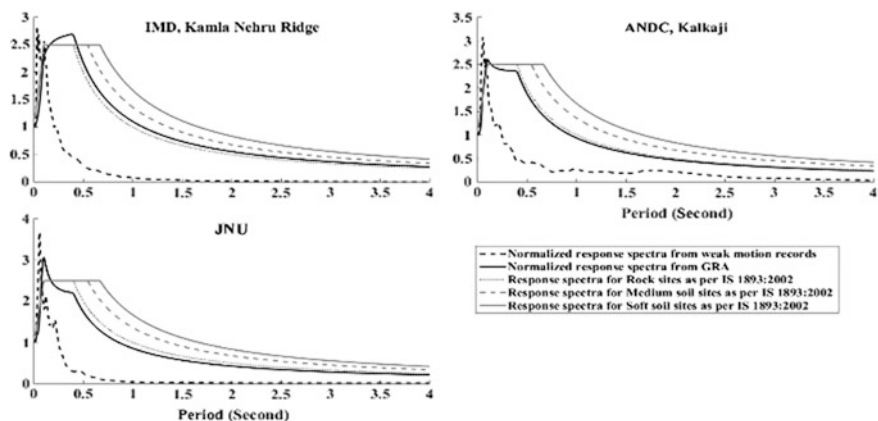 IMD, Kamla Nehru Ridge
3
2.5
2
1.5
1
0.5
0
0 0.5 1 1.5 2 2.5 3 3.5 4
ANDC, Kalkaji
3.5
3
2.5
2
1.5
1
0.5
0
0 0.5 1 1.5 2 2.5 3 3.5 4
Period (Second)
JNU
4
3
2
1
0
0 0.5 1 1.5 2 2.5 3 3.5 4
Period (Second)
Normalized response spectra from weak motion records
Normalized response spectra from GRA
Response spectra for Rock sites as per IS 1893:2002
Response spectra for Medium soil sites as per IS 1893:2002
Response spectra for Soft soil sites as per IS 1893:2002